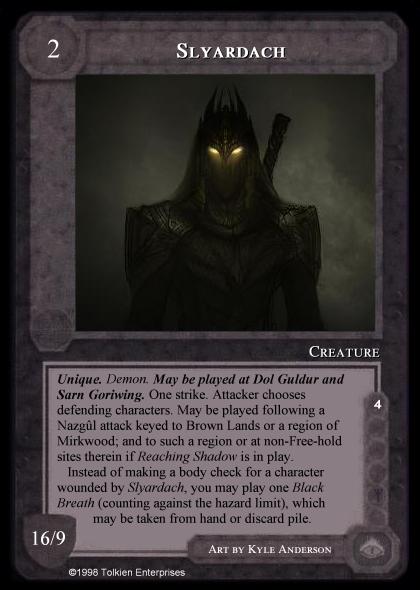 2
SLYARDACH
CREATURE
Unique. Demon. May be played at Dol Guldur and
Sarn Goriwing. One strike. Attacker chooses
defending characters. May be played following a
Nazgûl attack keyed to Brown Lands or a region of
Mirkwood; and to such a region or at non-Free-hold
sites therein if Reaching Shadow is in play.
Instead of making a body check for a character
wounded by Slyardach, you may play one Black
Breath (counting against the hazard limit), which
may be taken from hand or discard pile.
4
16/9
ART BY KYLE ANDERSON
©1998 Tolkien Enterprises